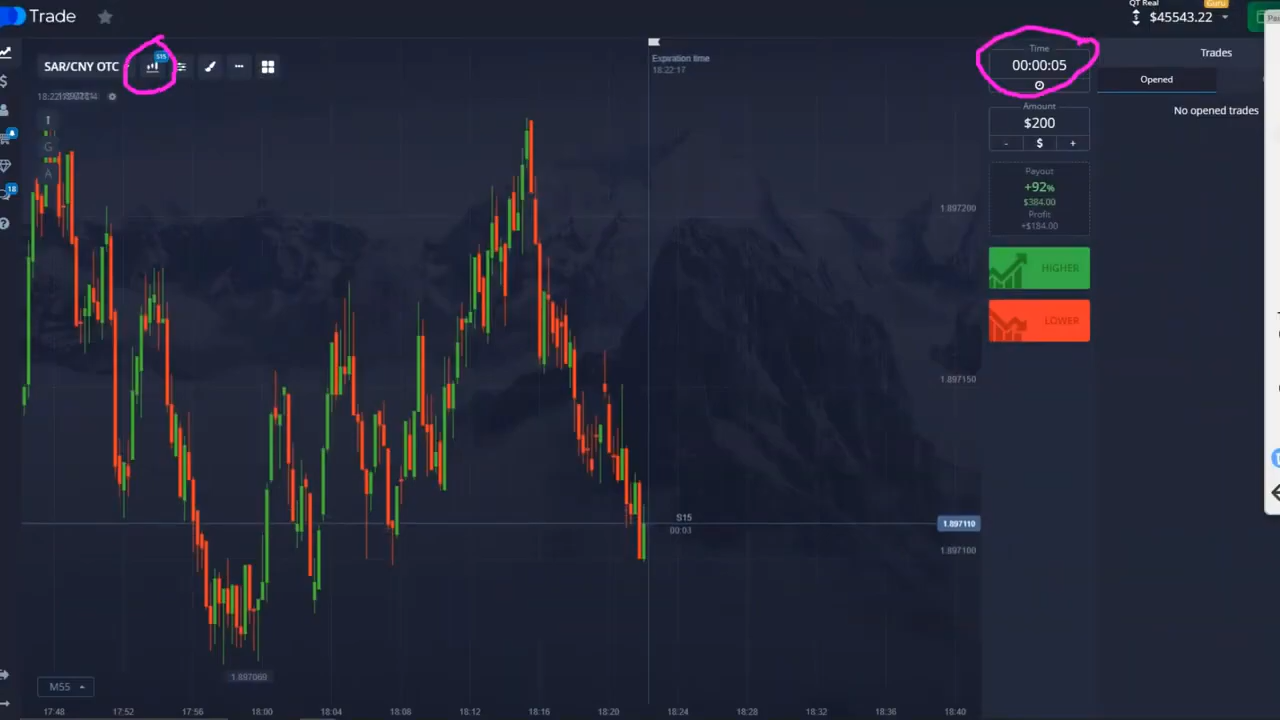 Trade
QT Real
Guru
$45543.22
SAR/CNY OTC
S15
Expiration time
18:22:17
Time
00:00:05
Trades
Opened
No opened trades
Amount
$200
- $ +
Payout
+92%
$384.00
Profit
+$184.00
HIGHER
LOWER
G
A
18
1.897200
1.897150
S15
00:03
1.897110
1.897100
1.897069
M55
17:48 17:52 17:56 18:00 18:04 18:08 18:12 18:16 18:20 18:24 18:28 18:32 18:36 18:40